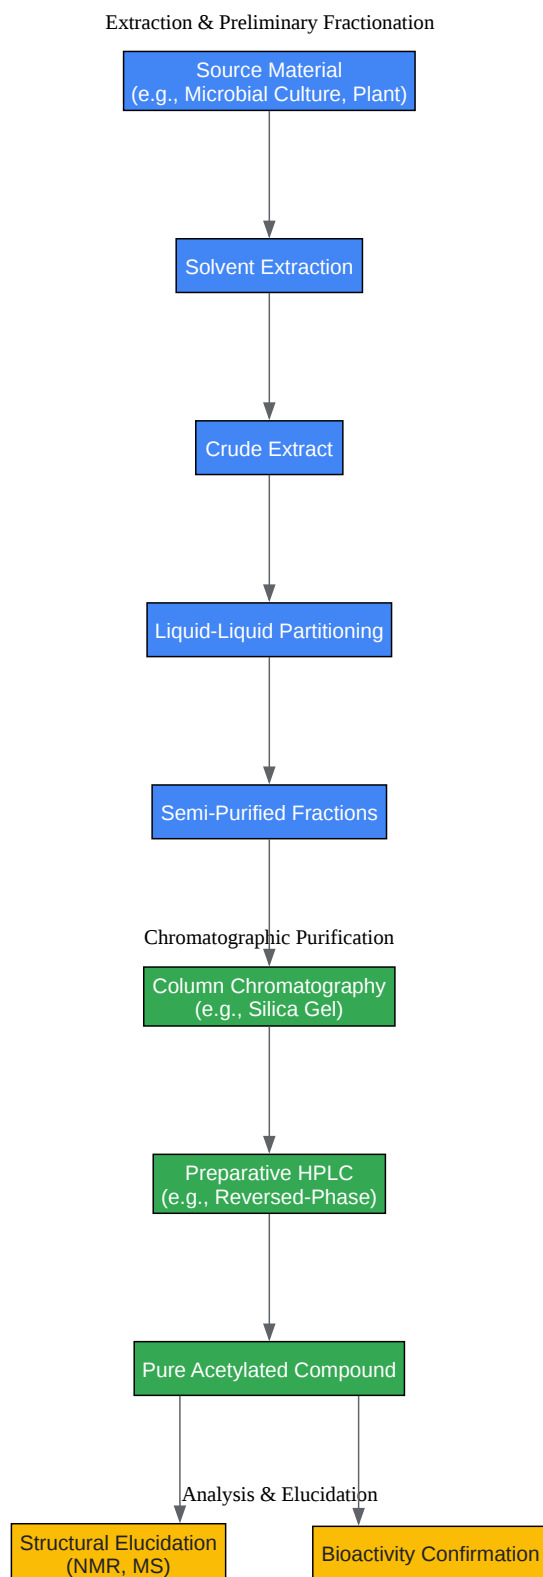 Extraction & Preliminary Fractionation
Source Material
(e.g., Microbial Culture, Plant)
Solvent Extraction
Crude Extract
Liquid-Liquid Partitioning
Semi-Purified Fractions
Chromatographic Purification
Column Chromatography
(e.g., Silica Gel)
Preparative HPLC
(e.g., Reversed-Phase)
Pure Acetylated Compound
Analysis & Elucidation
Structural Elucidation
(NMR, MS)
Bioactivity Confirmation